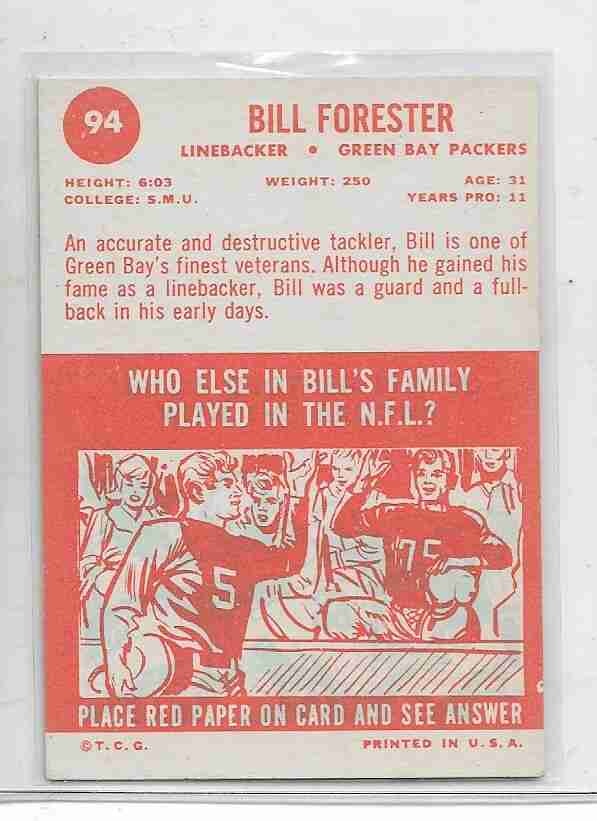 94
BILL FORESTER
LINEBACKER • GREEN BAY PACKERS
HEIGHT: 6:03 WEIGHT: 250 AGE: 31
COLLEGE: S.M.U. YEARS PRO: 11
An accurate and destructive tackler, Bill is one of
Green Bay's finest veterans. Although he gained his
fame as a linebacker, Bill was a guard and a full-
back in his early days.
WHO ELSE IN BILL'S FAMILY
PLAYED IN THE N.F.L.?
5
75
PLACE RED PAPER ON CARD AND SEE ANSWER
© T. C. G. PRINTED IN U. S. A.